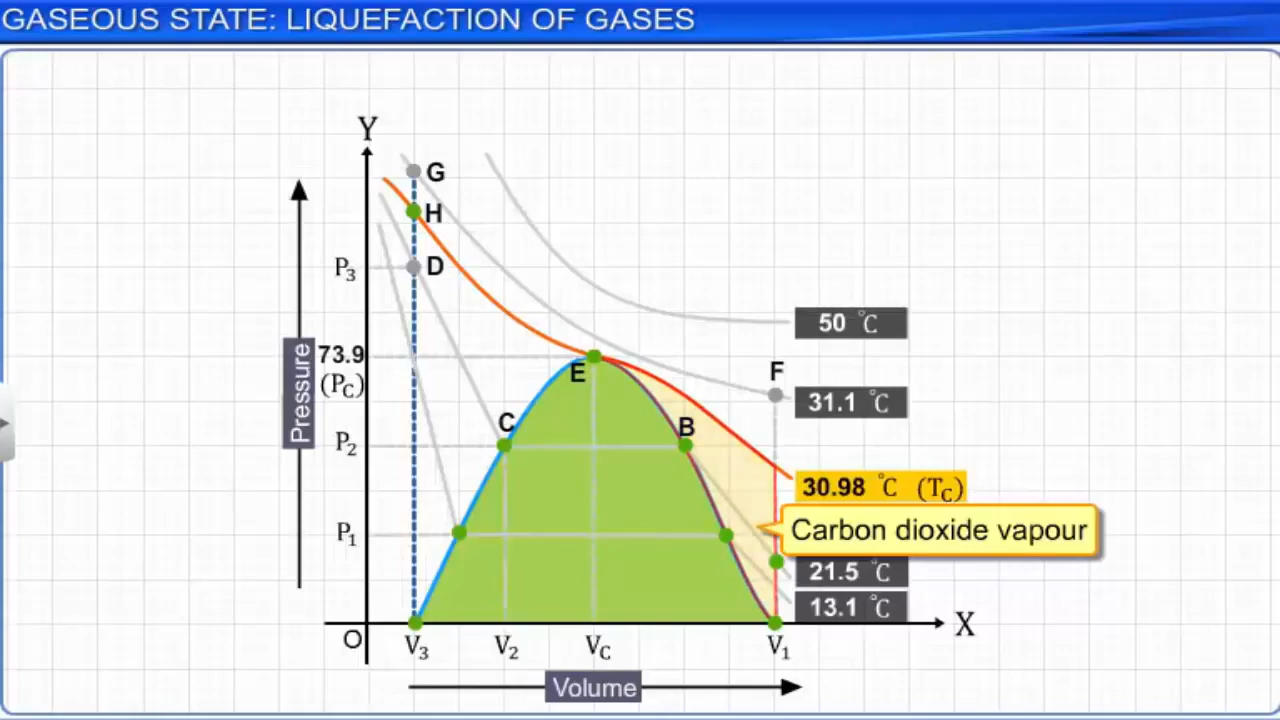 GASEOUS STATE: LIQUEFACTION OF GASES
Y
G
H
P3 D
50 °C
73.9 E F
(PC)
31.1 °C
Pressure
C B
P2
30.98 °C (TC)
P1 Carbon dioxide vapour
21.5 °C
13.1 °C
O X
V3 V2 VC V1
Volume